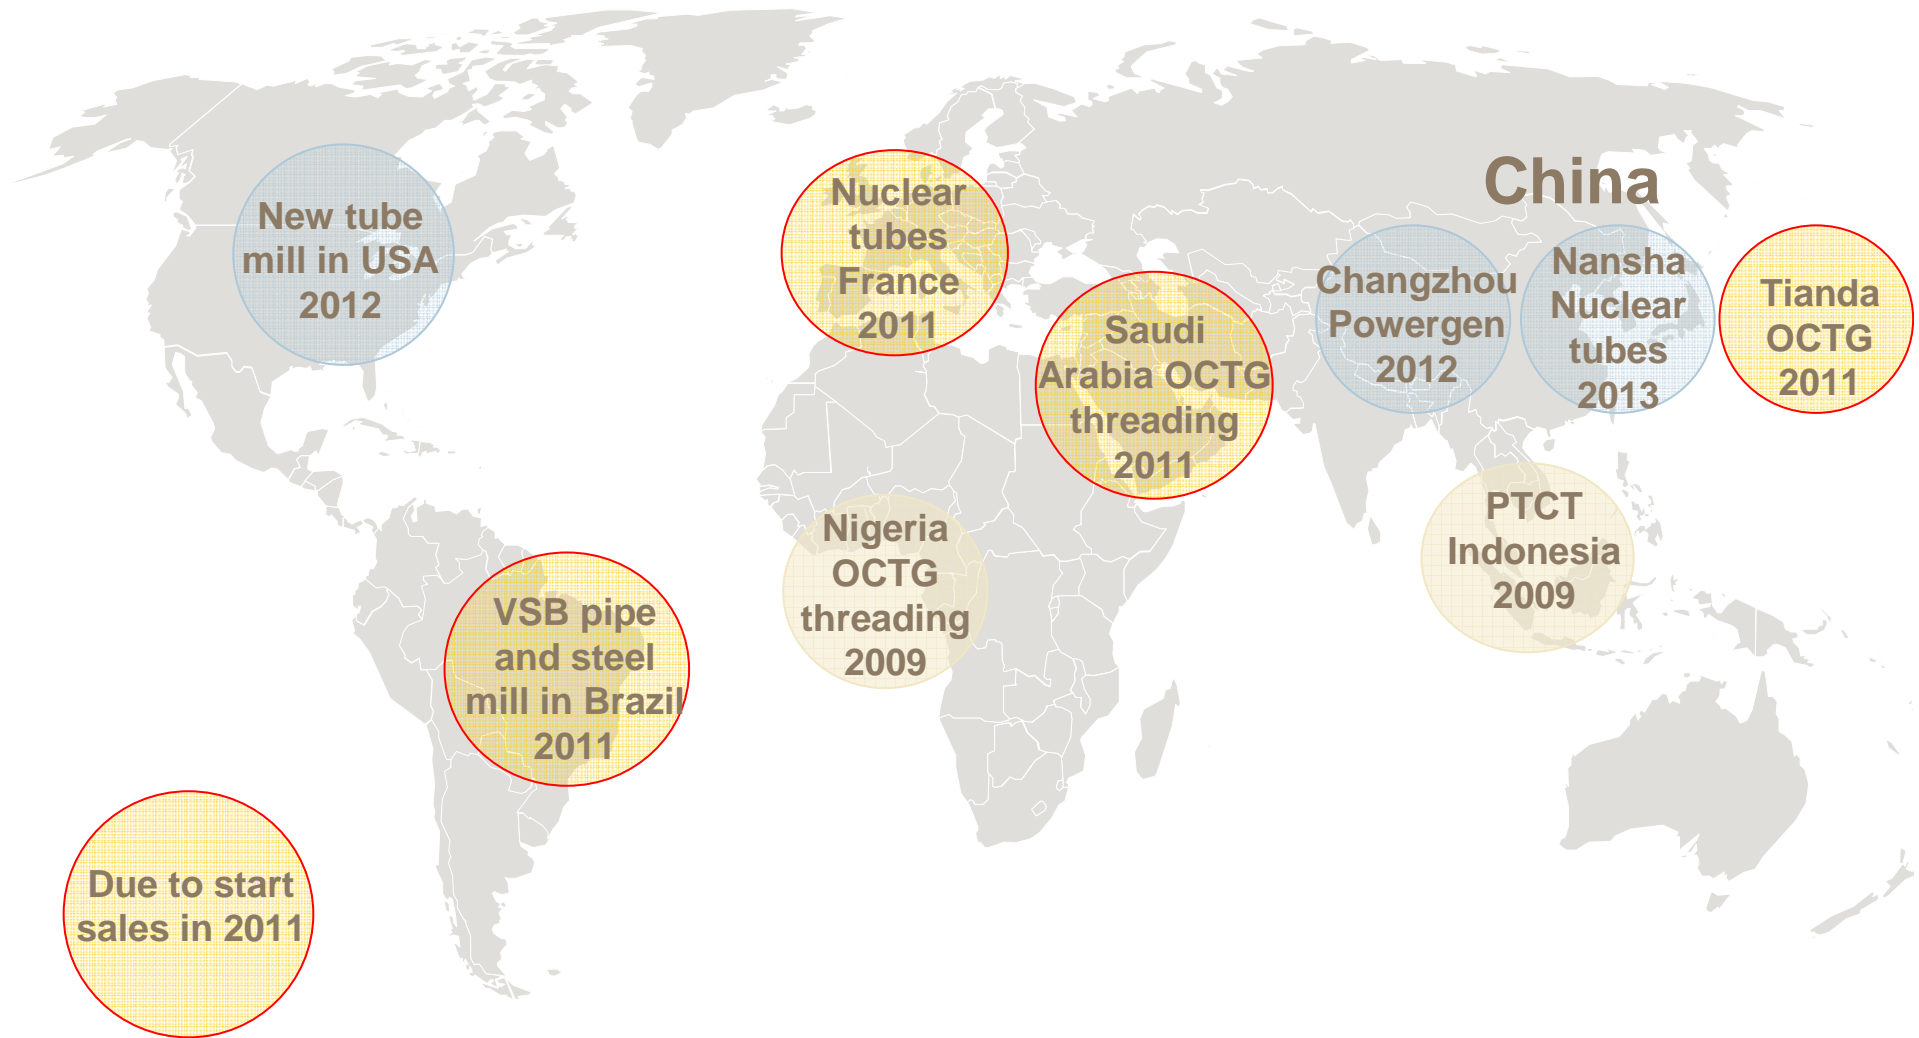 New tube
mill in USA
2012
Nuclear
tubes
France
2011
Saudi
Arabia OCTG
threading
2011
China
Changzhou
Powergen
2012
Nansha
Nuclear
tubes
2013
Tianda
OCTG
2011
Nigeria
OCTG
threading
2009
PTCT
Indonesia
2009
VSB pipe
and steel
mill in Brazil
2011
Due to start
sales in 2011